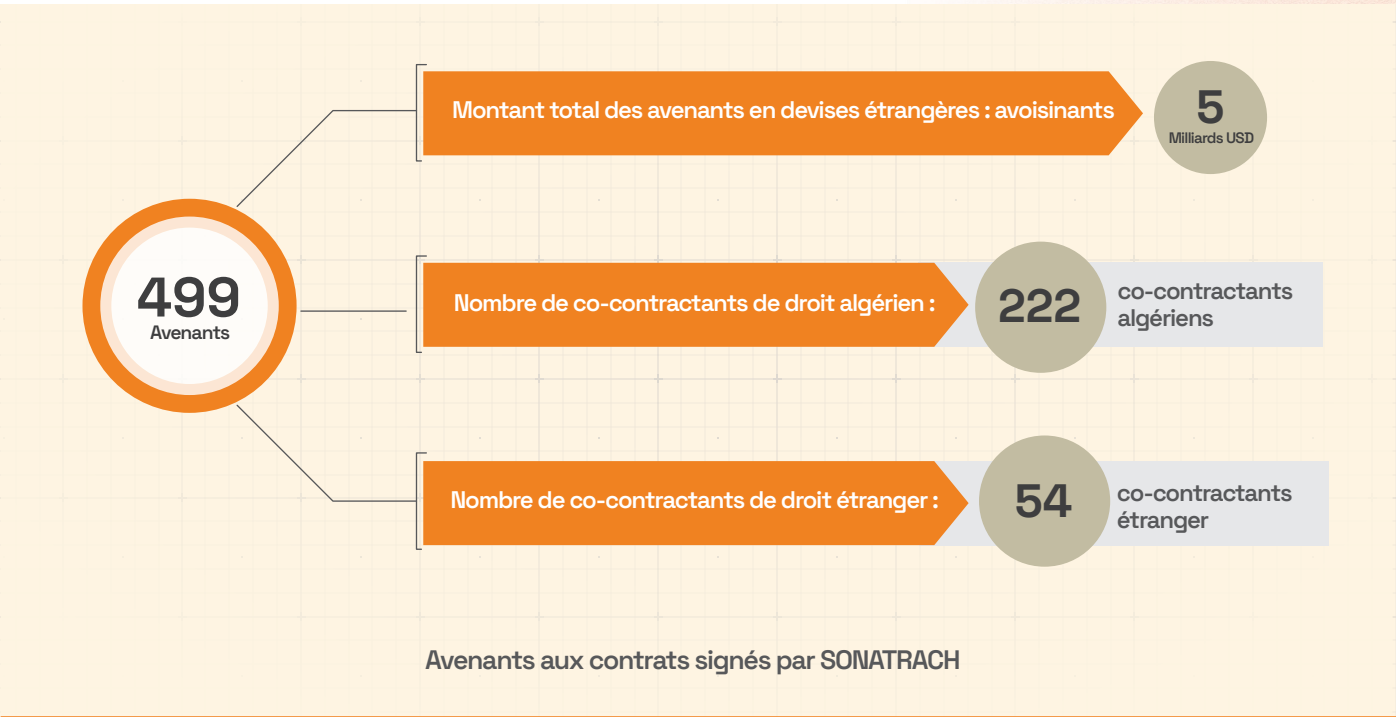 Montant total des avenants en devises étrangères : avoisinants
5
Milliards USD
499
Avenants
Nombre de co-contractants de droit algérien :
222
co-contractants
algériens
Nombre de co-contractants de droit étranger :
54
co-contractants
étranger
Avenants aux contrats signés par SONATRACH